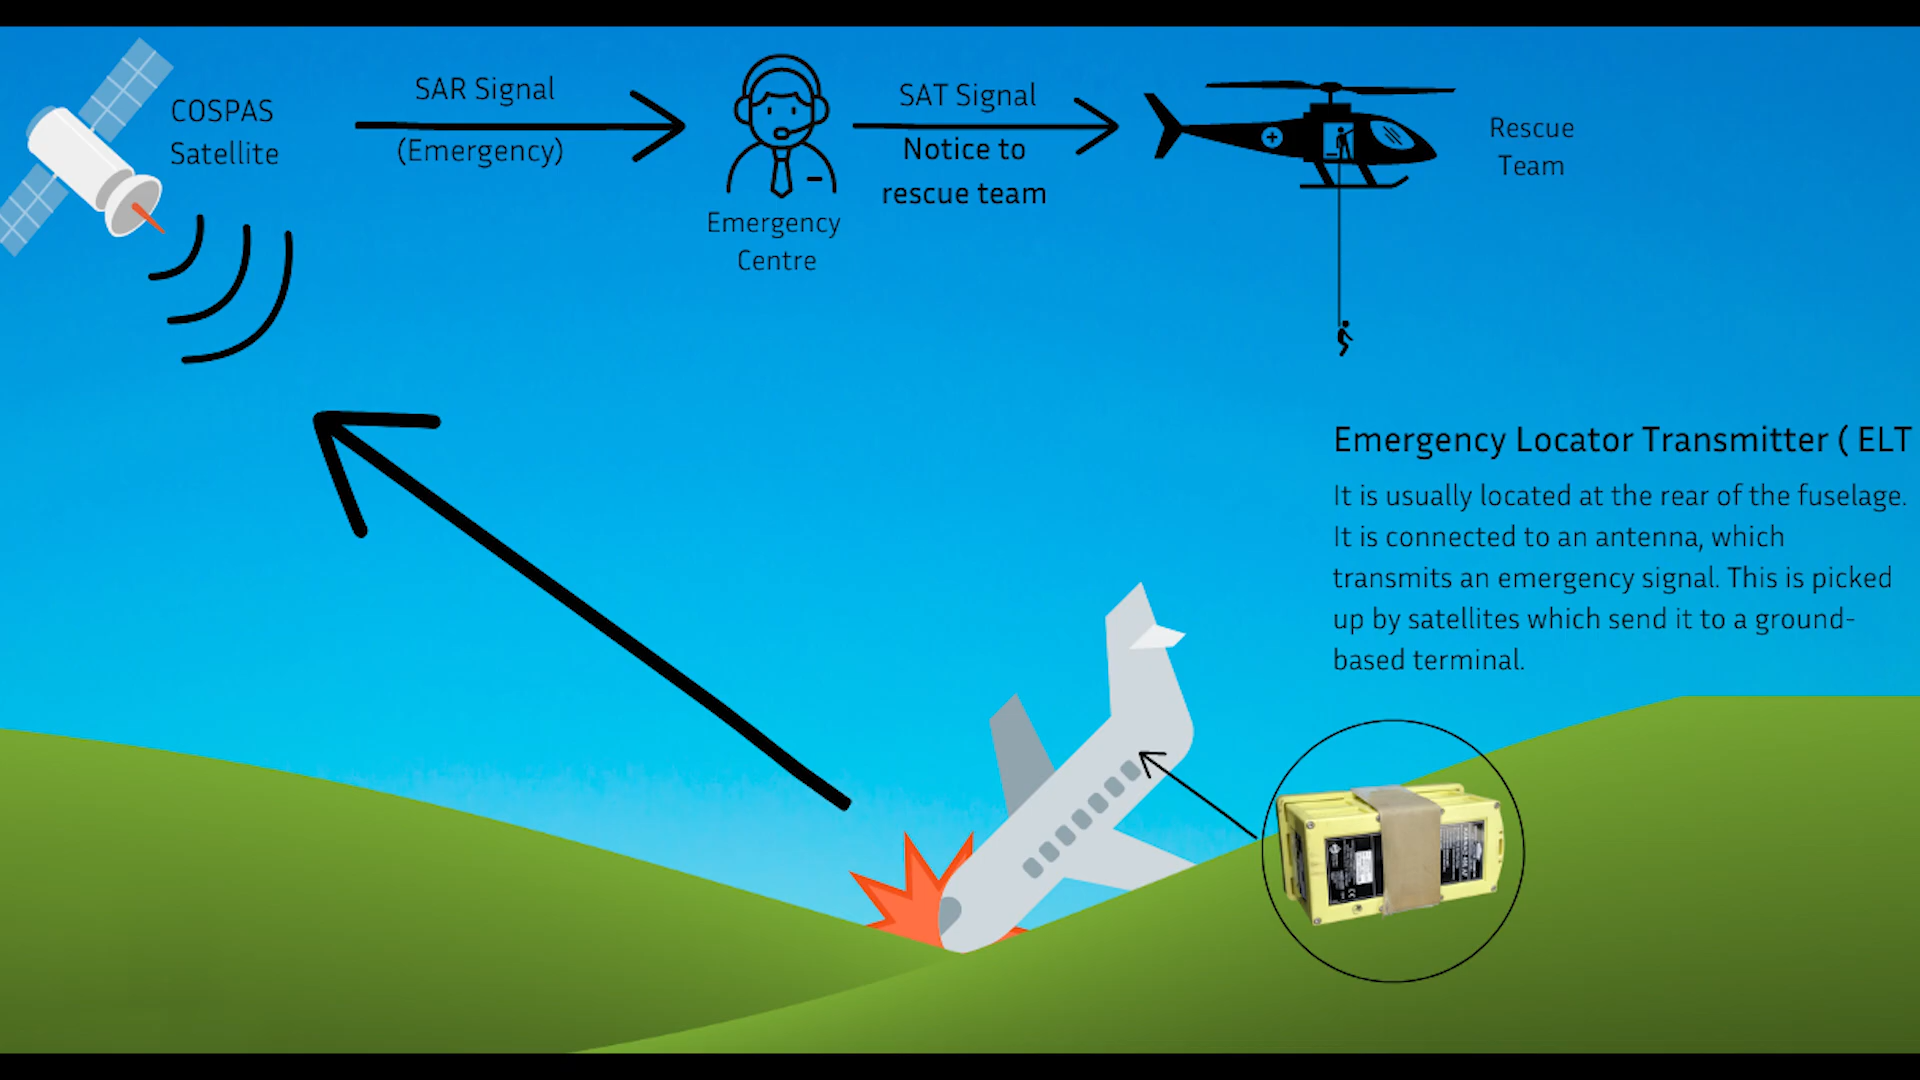 COSPAS
Satellite
SAR Signal
(Emergency)
Emergency
Centre
SAT Signal
Notice to
rescue team
Rescue
Team
Emergency Locator Transmitter ( ELT
It is usually located at the rear of the fuselage.
It is connected to an antenna, which
transmits an emergency signal. This is picked
up by satellites which send it to a ground-
based terminal.